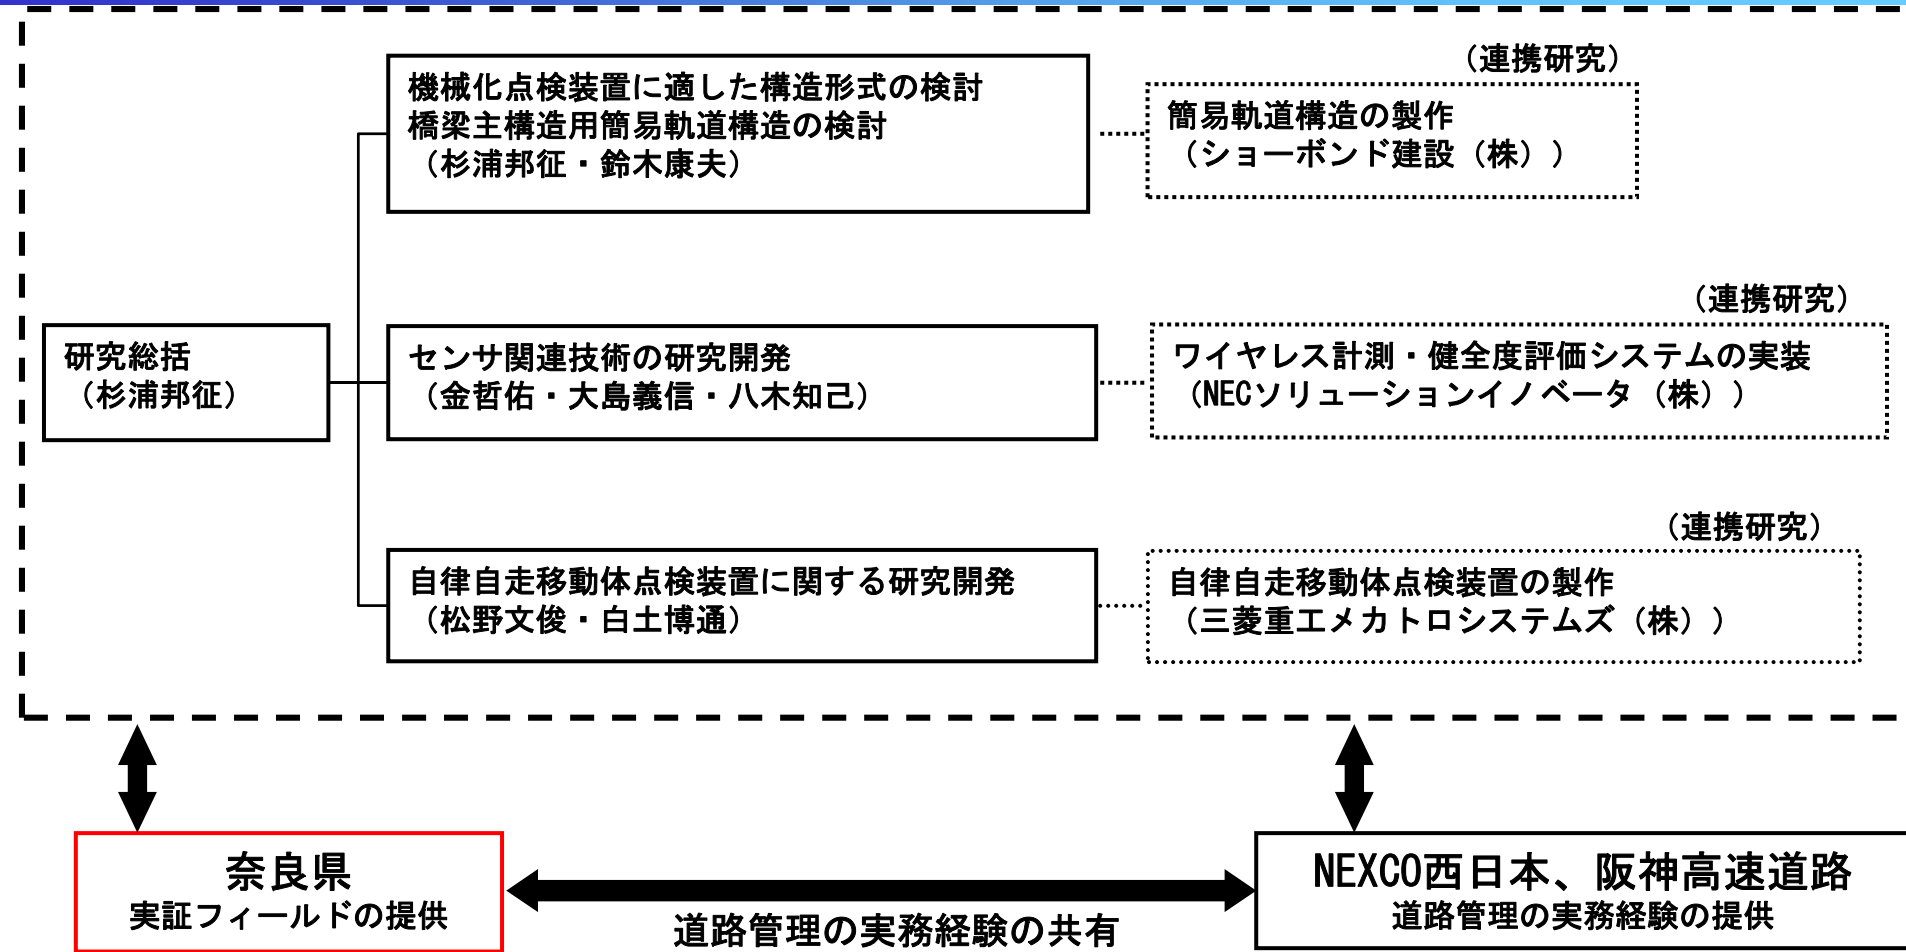 （連携研究）
機械化点検装置に適した構造形式の検討
橋梁主構造用簡易軌道構造の検討
（杉浦邦征・鈴木康夫）
簡易軌道構造の製作
（ショーボンド建設（株））
（連携研究）
研究総括
（杉浦邦征）
センサ関連技術の研究開発
（金哲佑・大島義信・八木知己）
ワイヤレス計測・健全度評価システムの実装
（NECソリューションイノベータ（株））
（連携研究）
自律自走移動体点検装置に関する研究開発
（松野文俊・白土博通）
自律自走移動体点検装置の製作
（三菱重工メカトロシステムズ（株））
奈良県
実証フィールドの提供
道路管理の実務経験の共有
NEXCO西日本、阪神高速道路
道路管理の実務経験の提供